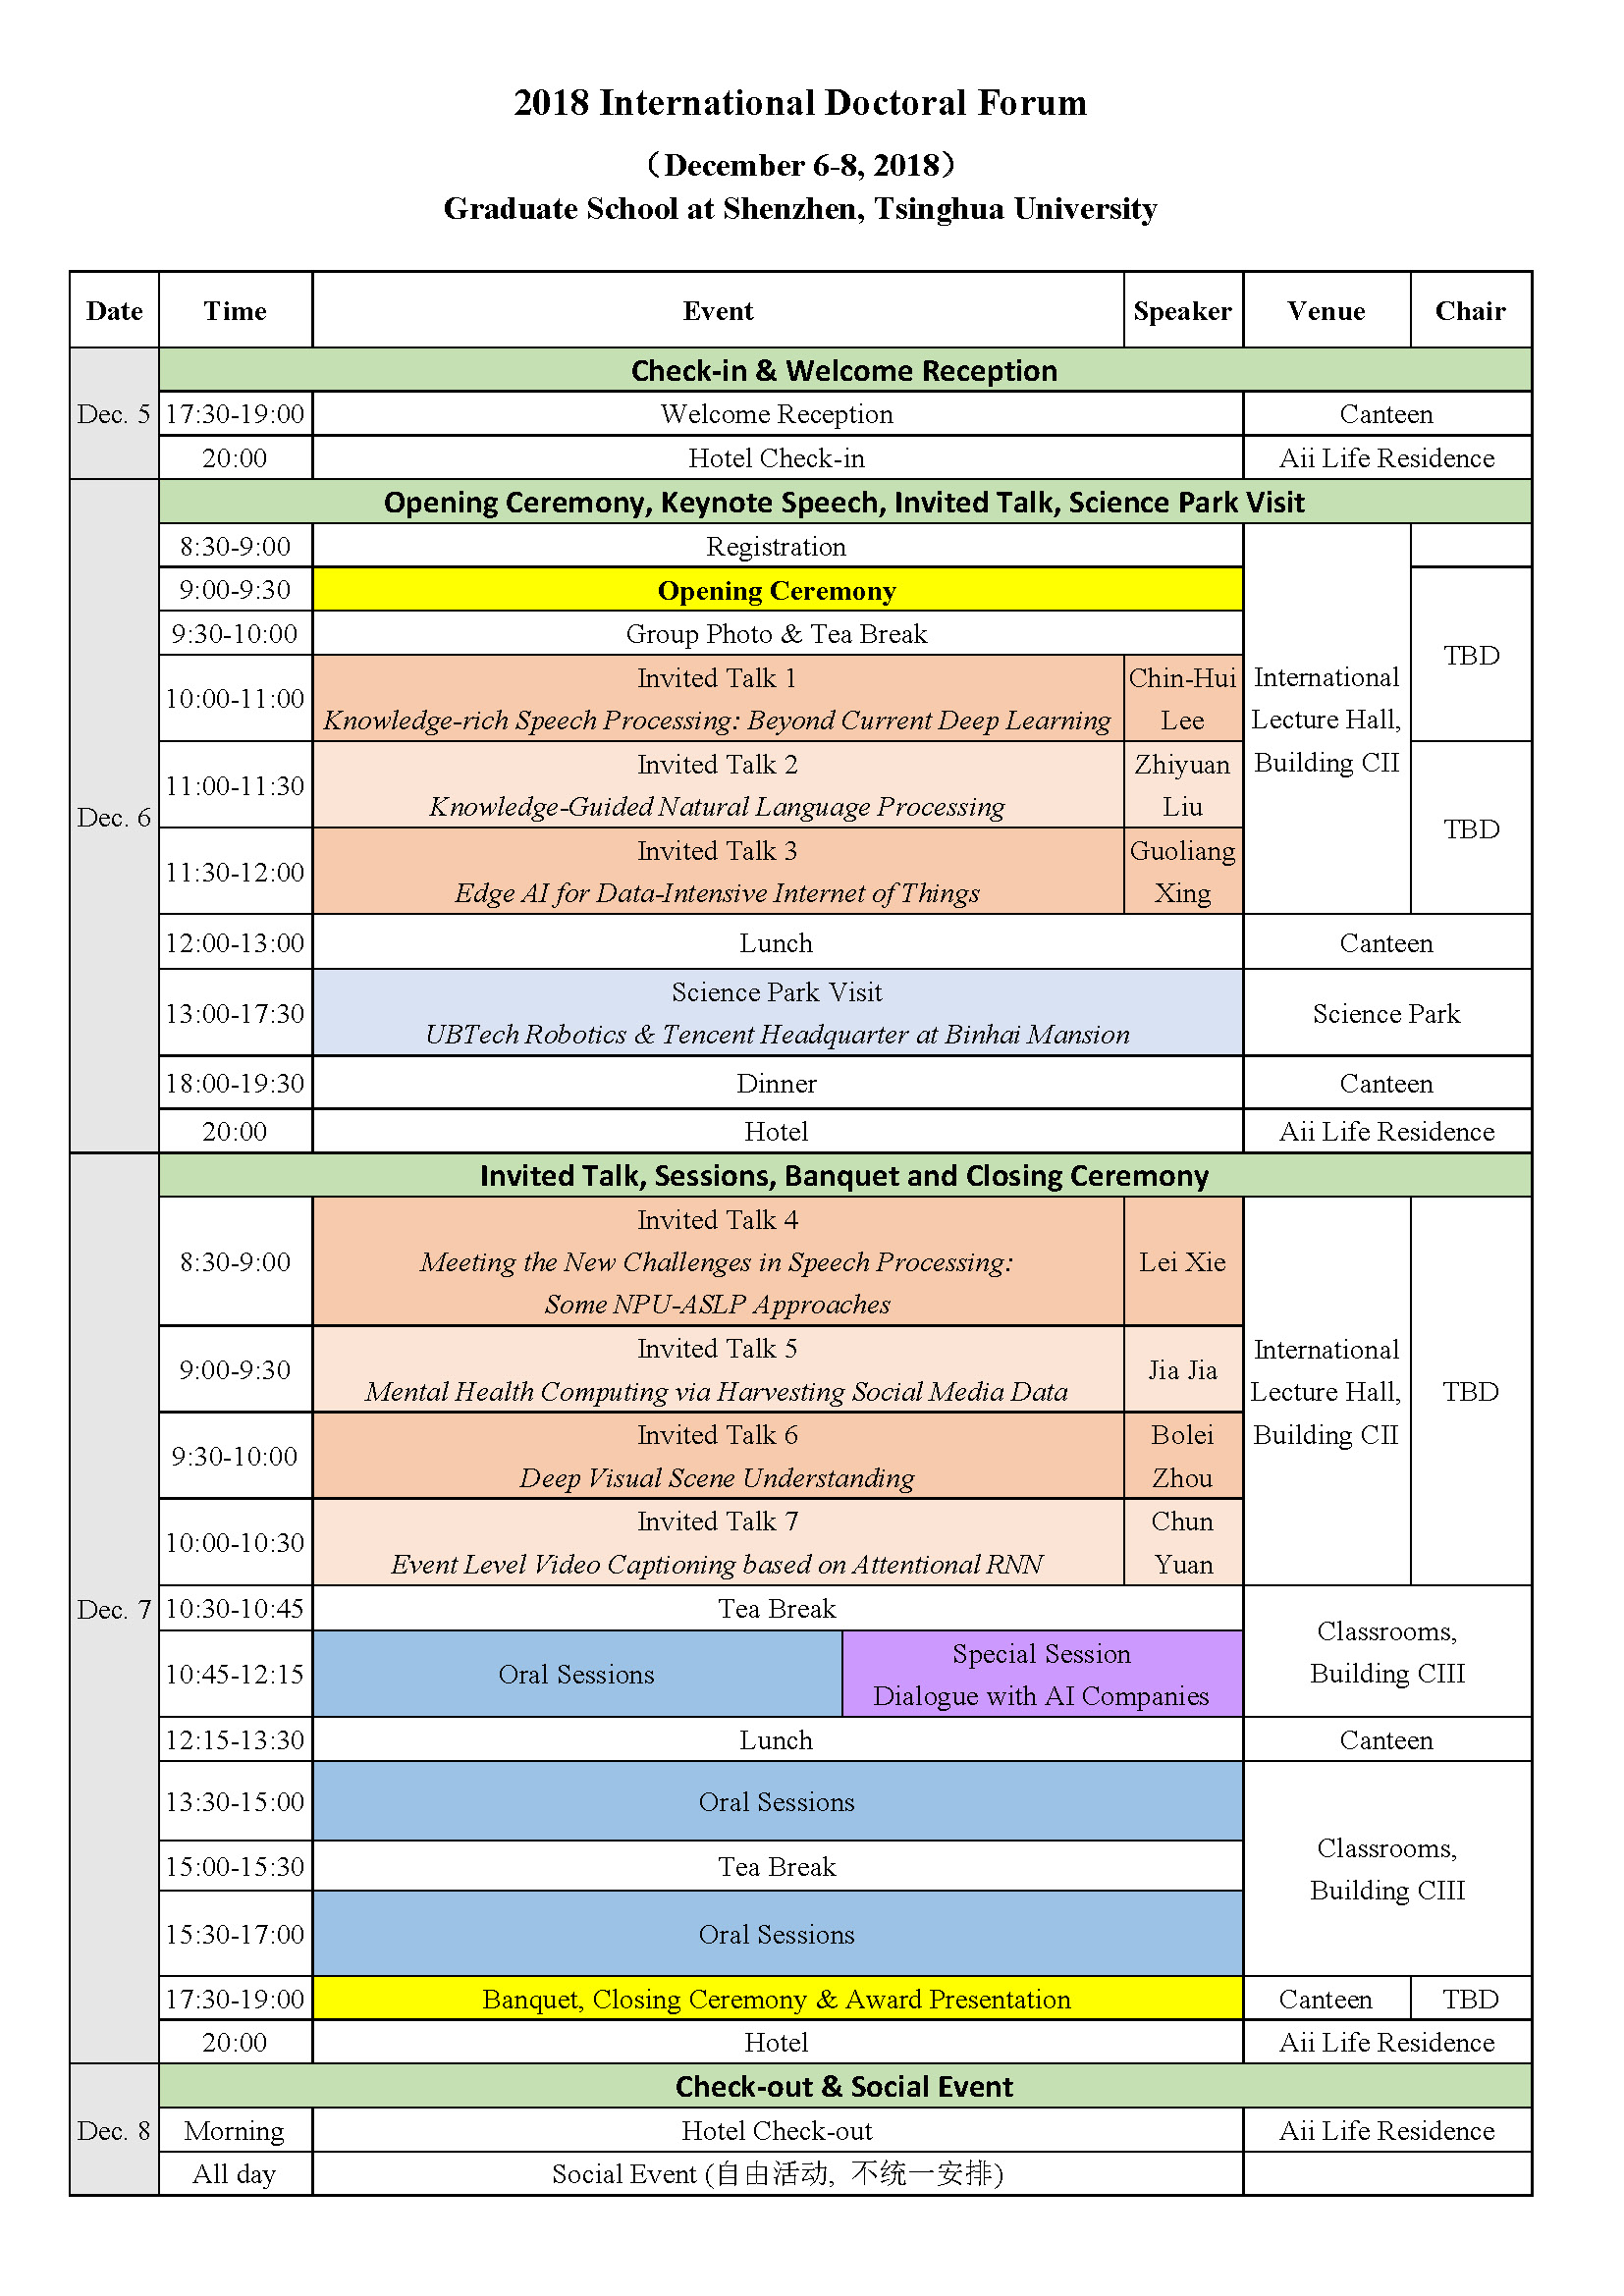 2018 International Doctoral Forum
（December 6-8, 2018）
Graduate School at Shenzhen, Tsinghua University
Date Time Event Speaker Venue Chair
Dec. 5
Check-in & Welcome Reception
17:30-19:00 Welcome Reception Canteen
20:00 Hotel Check-in Aii Life Residence
Dec. 6
Opening Ceremony, Keynote Speech, Invited Talk, Science Park Visit
8:30-9:00 Registration
International
Lecture Hall,
Building CII
9:00-9:30 Opening Ceremony
TBD
9:30-10:00 Group Photo & Tea Break
10:00-11:00
Invited Talk 1
Knowledge-rich Speech Processing: Beyond Current Deep Learning
Chin-Hui
Lee
11:00-11:30
Invited Talk 2
Knowledge-Guided Natural Language Processing
Zhiyuan
Liu
TBD
11:30-12:00
Invited Talk 3
Edge AI for Data-Intensive Internet of Things
Guoliang
Xing
12:00-13:00 Lunch Canteen
13:00-17:30
Science Park Visit
UBTech Robotics & Tencent Headquarter at Binhai Mansion
Science Park
18:00-19:30 Dinner Canteen
20:00 Hotel Aii Life Residence
Dec. 7
Invited Talk, Sessions, Banquet and Closing Ceremony
8:30-9:00
Invited Talk 4
Meeting the New Challenges in Speech Processing:
Some NPU-ASLP Approaches
Lei Xie
International
Lecture Hall,
Building CII
TBD
9:00-9:30
Invited Talk 5
Mental Health Computing via Harvesting Social Media Data
Jia Jia
9:30-10:00
Invited Talk 6
Deep Visual Scene Understanding
Bolei
Zhou
10:00-10:30
Invited Talk 7
Event Level Video Captioning based on Attentional RNN
Chun
Yuan
10:30-10:45 Tea Break
Classrooms,
Building CIII
10:45-12:15 Oral Sessions
Special Session
Dialogue with AI Companies
12:15-13:30 Lunch Canteen
13:30-15:00 Oral Sessions
Classrooms,
Building CIII
15:00-15:30 Tea Break
15:30-17:00 Oral Sessions
17:30-19:00 Banquet, Closing Ceremony & Award Presentation Canteen TBD
20:00 Hotel Aii Life Residence
Dec. 8
Check-out & Social Event
Morning Hotel Check-out Aii Life Residence
All day Social Event (自由活动, 不统一安排)